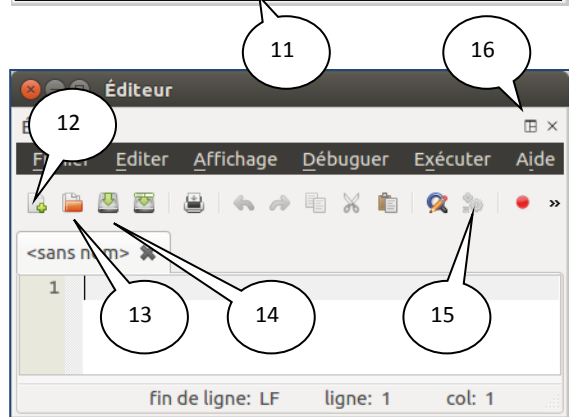 11
16
Éditeur
12
Editer Affichage Débuguer Exécuter Aide
»
<sans nom>
1
13
14
15
fin de ligne: LF ligne: 1 col: 1